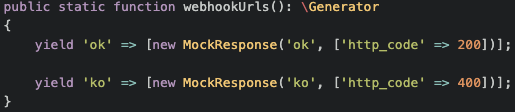 public static function webhookUrls(): \Generator
{
    yield 'ok' => [new MockResponse('ok', ['http_code' => 200])];
    yield 'ko' => [new MockResponse('ko', ['http_code' => 400])];
}